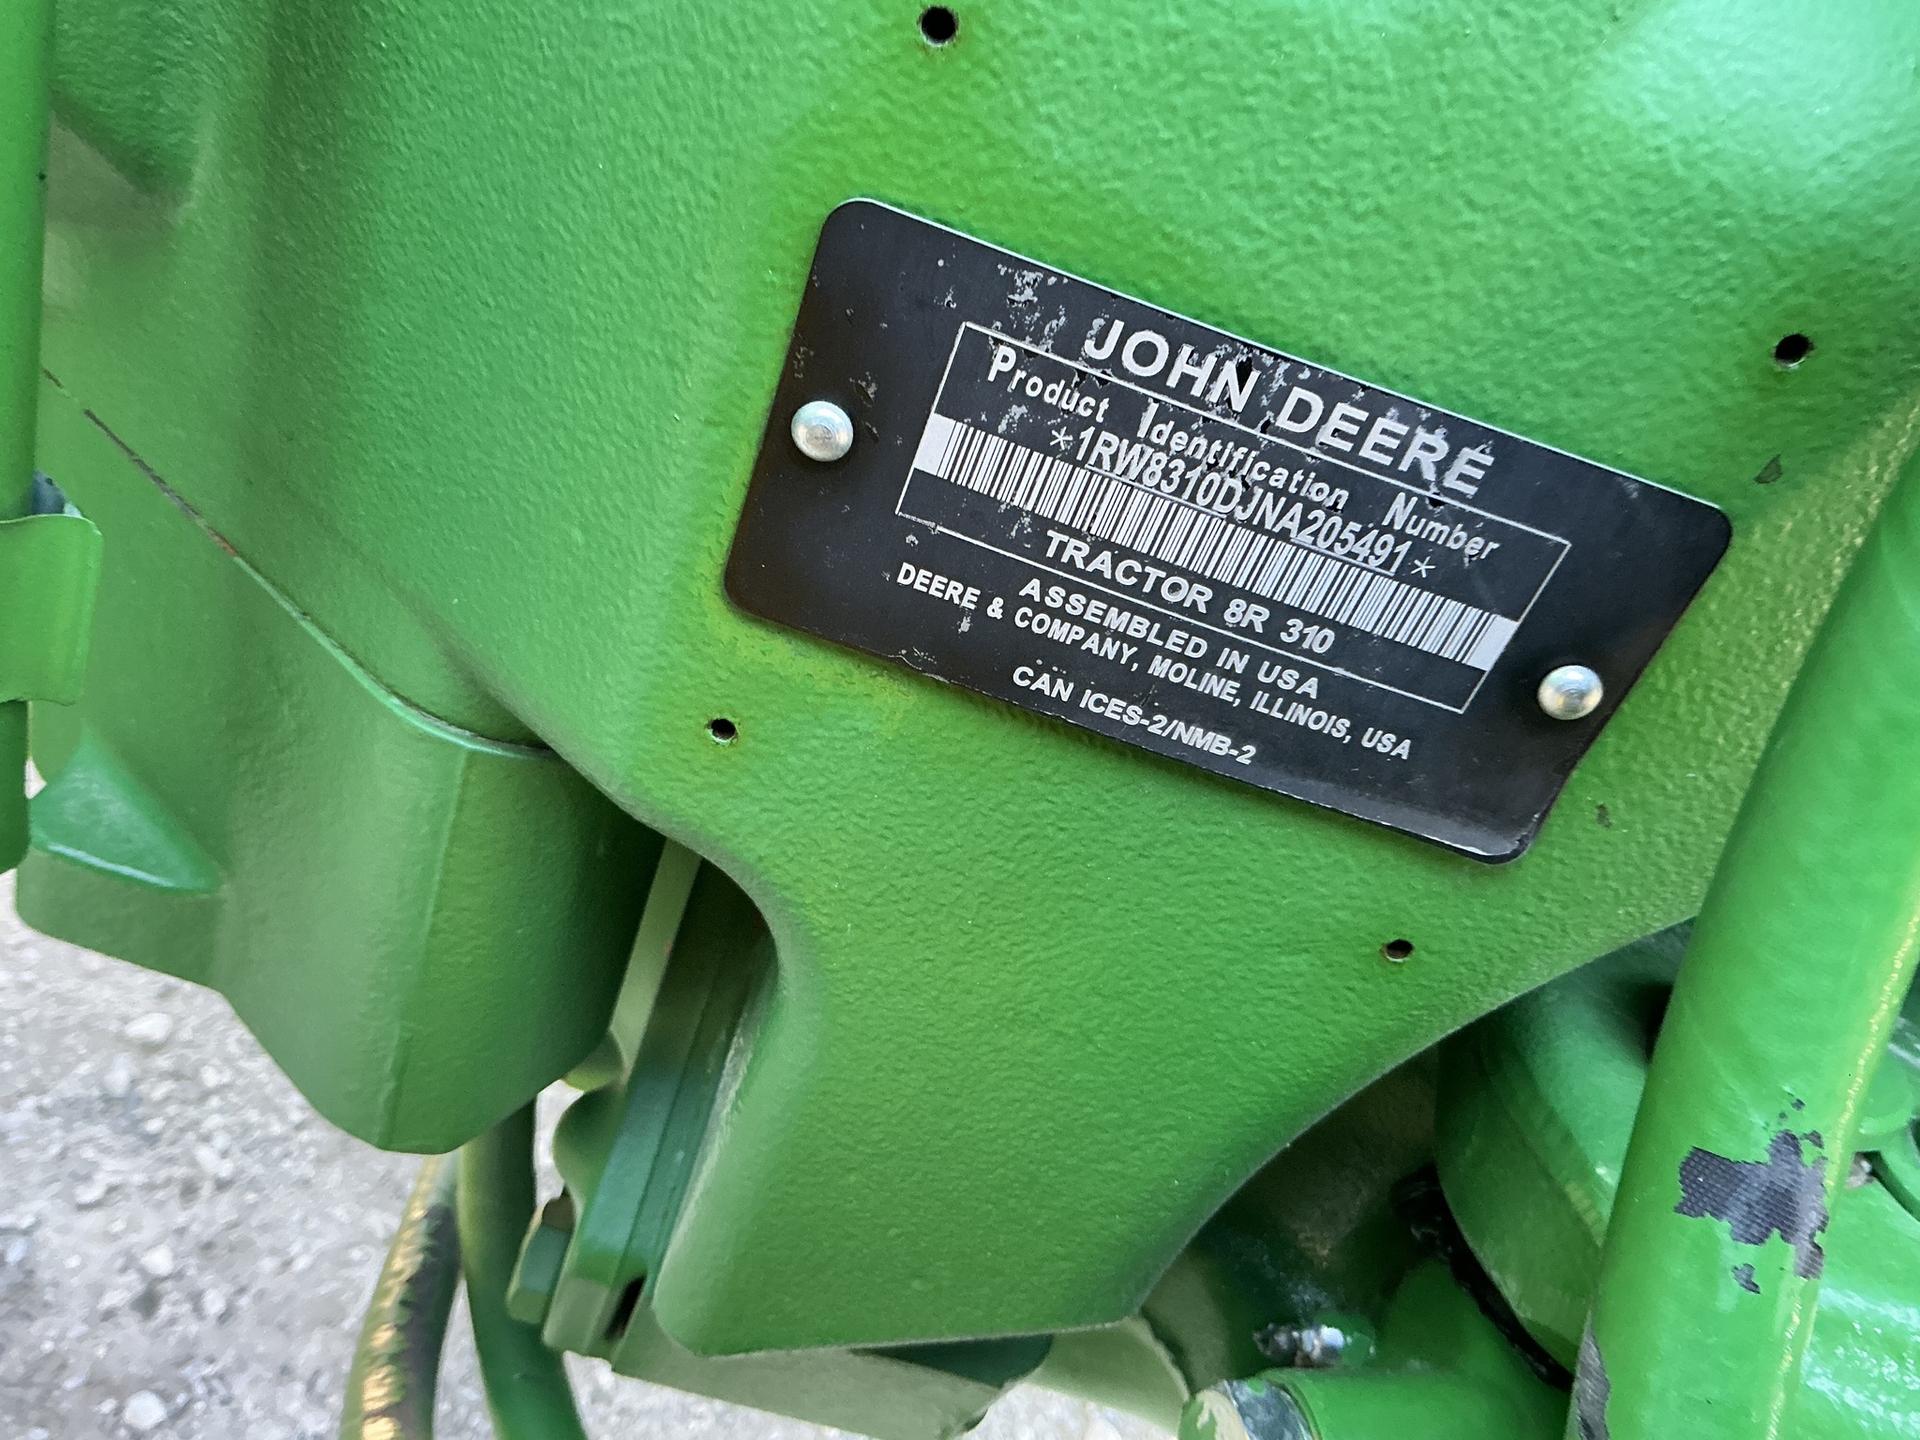 JOHN DEERE
Product Identification Number
*1RW8310DJNA205491*
TRACTOR 8R 310
ASSEMBLED IN USA
DEERE & COMPANY, MOLINE, ILLINOIS, USA
CAN ICES-2/NMB-2